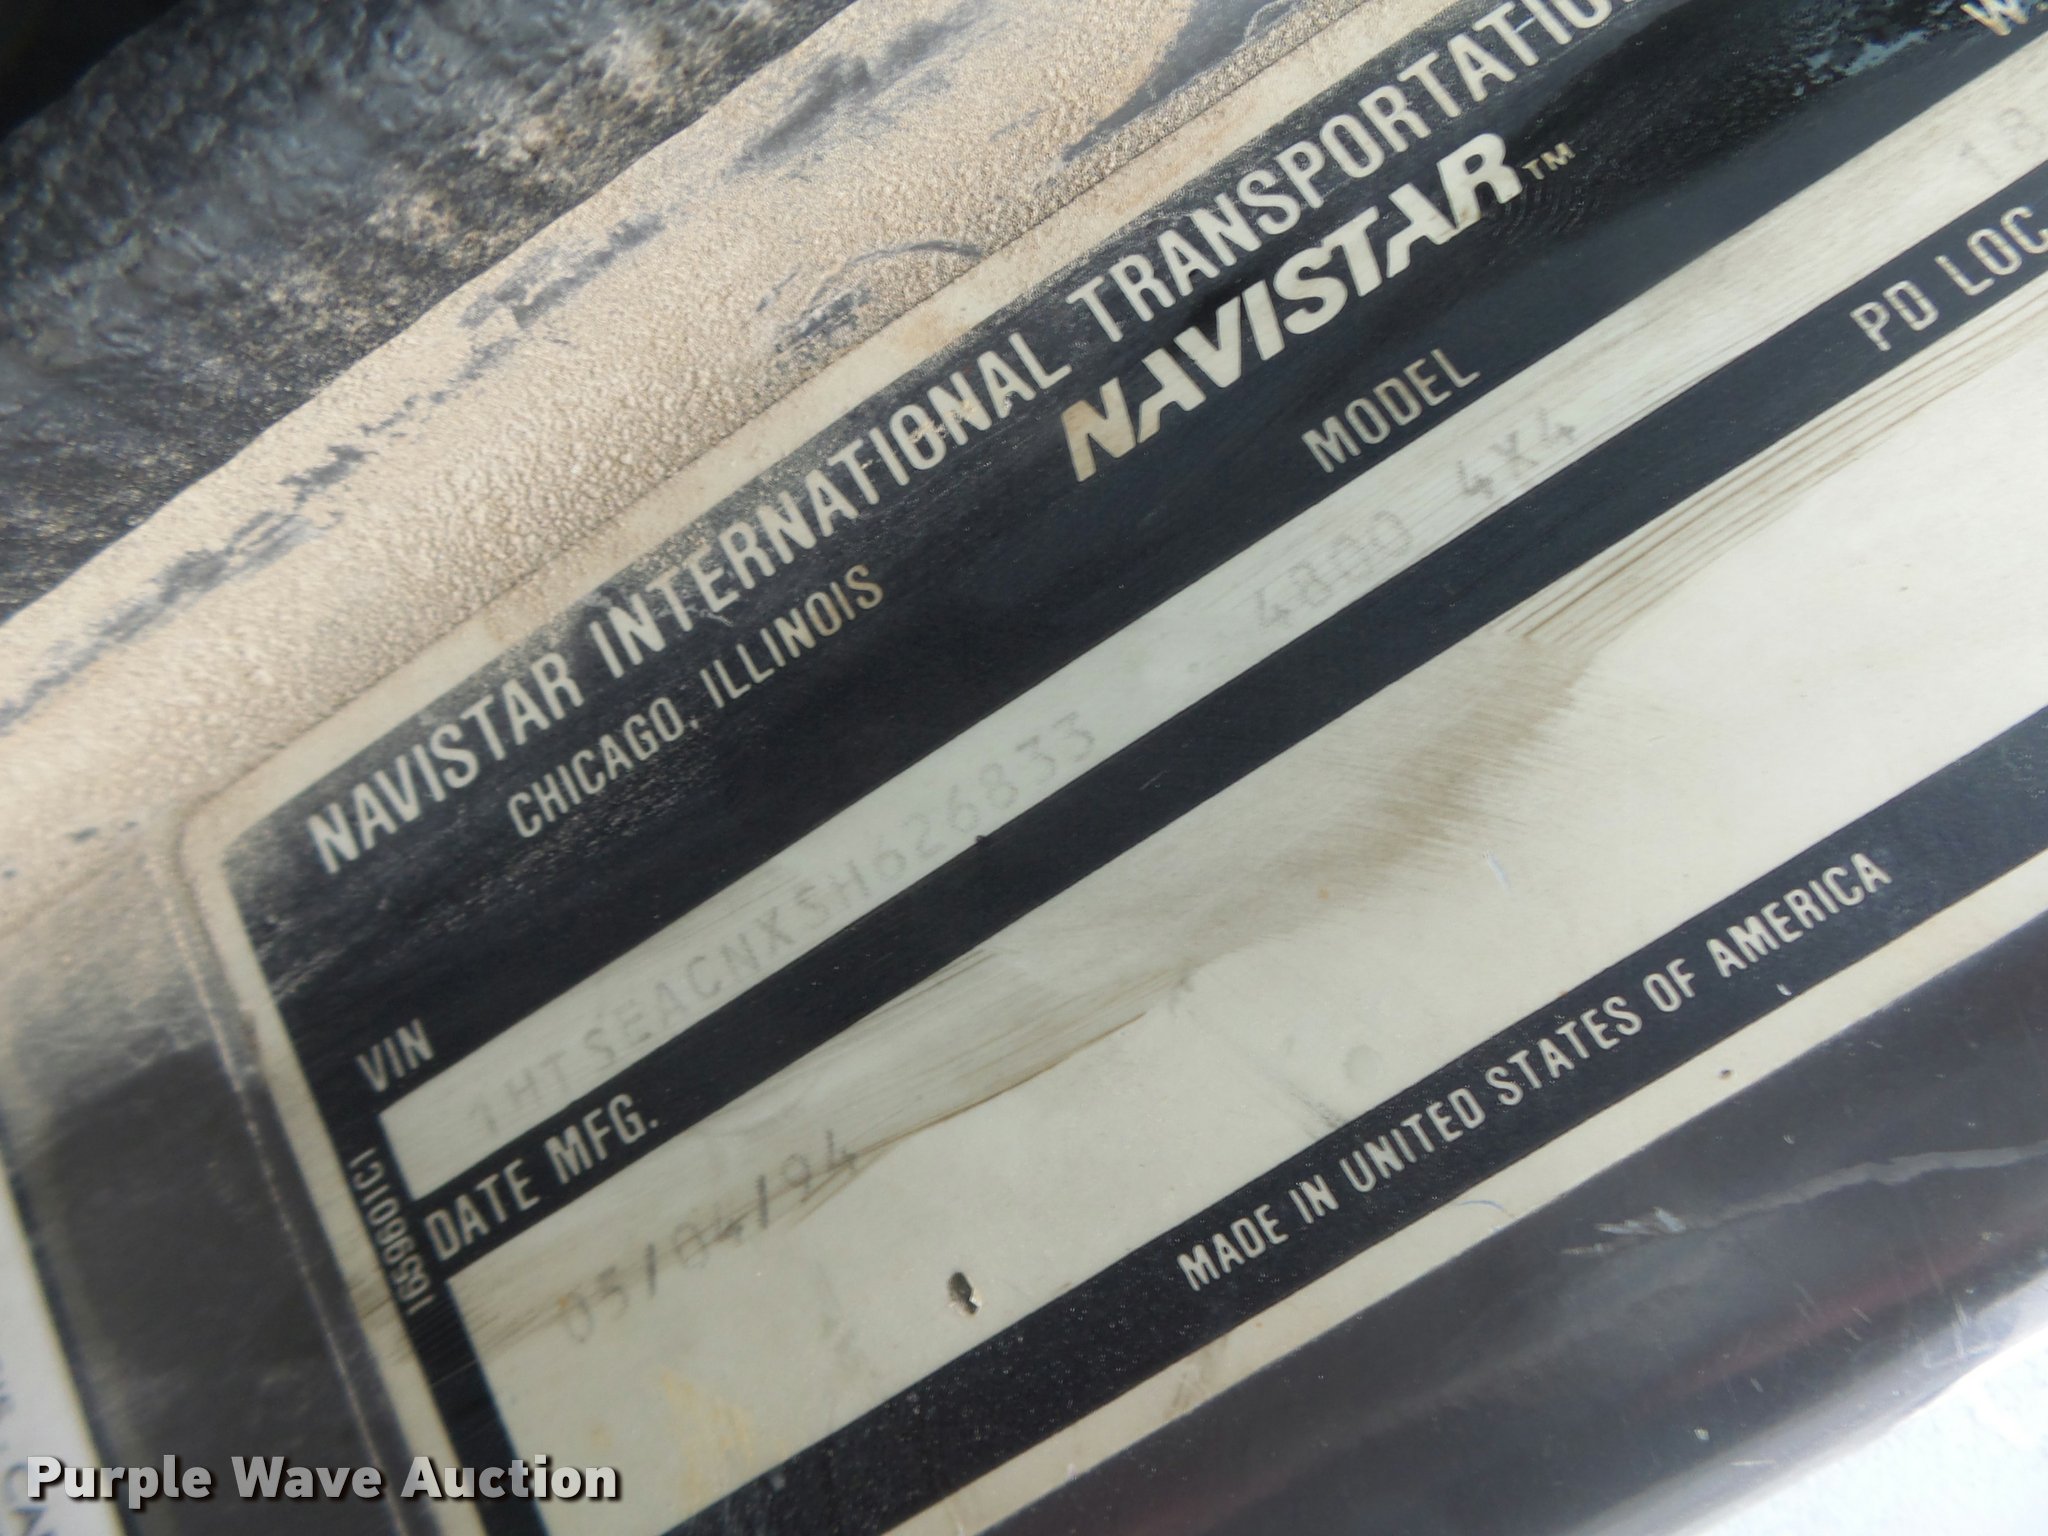 NAVISTAR INTERNATIONAL TRANSPORTATIO
CHICAGO, ILLINOIS
NAVISTAR™
VIN
MODEL
1HTSEACNXSH626833
4800 4X4
18
DATE MFG.
PD LOC
05/04/94
MADE IN UNITED STATES OF AMERICA
1659601C1
Purple Wave Auction